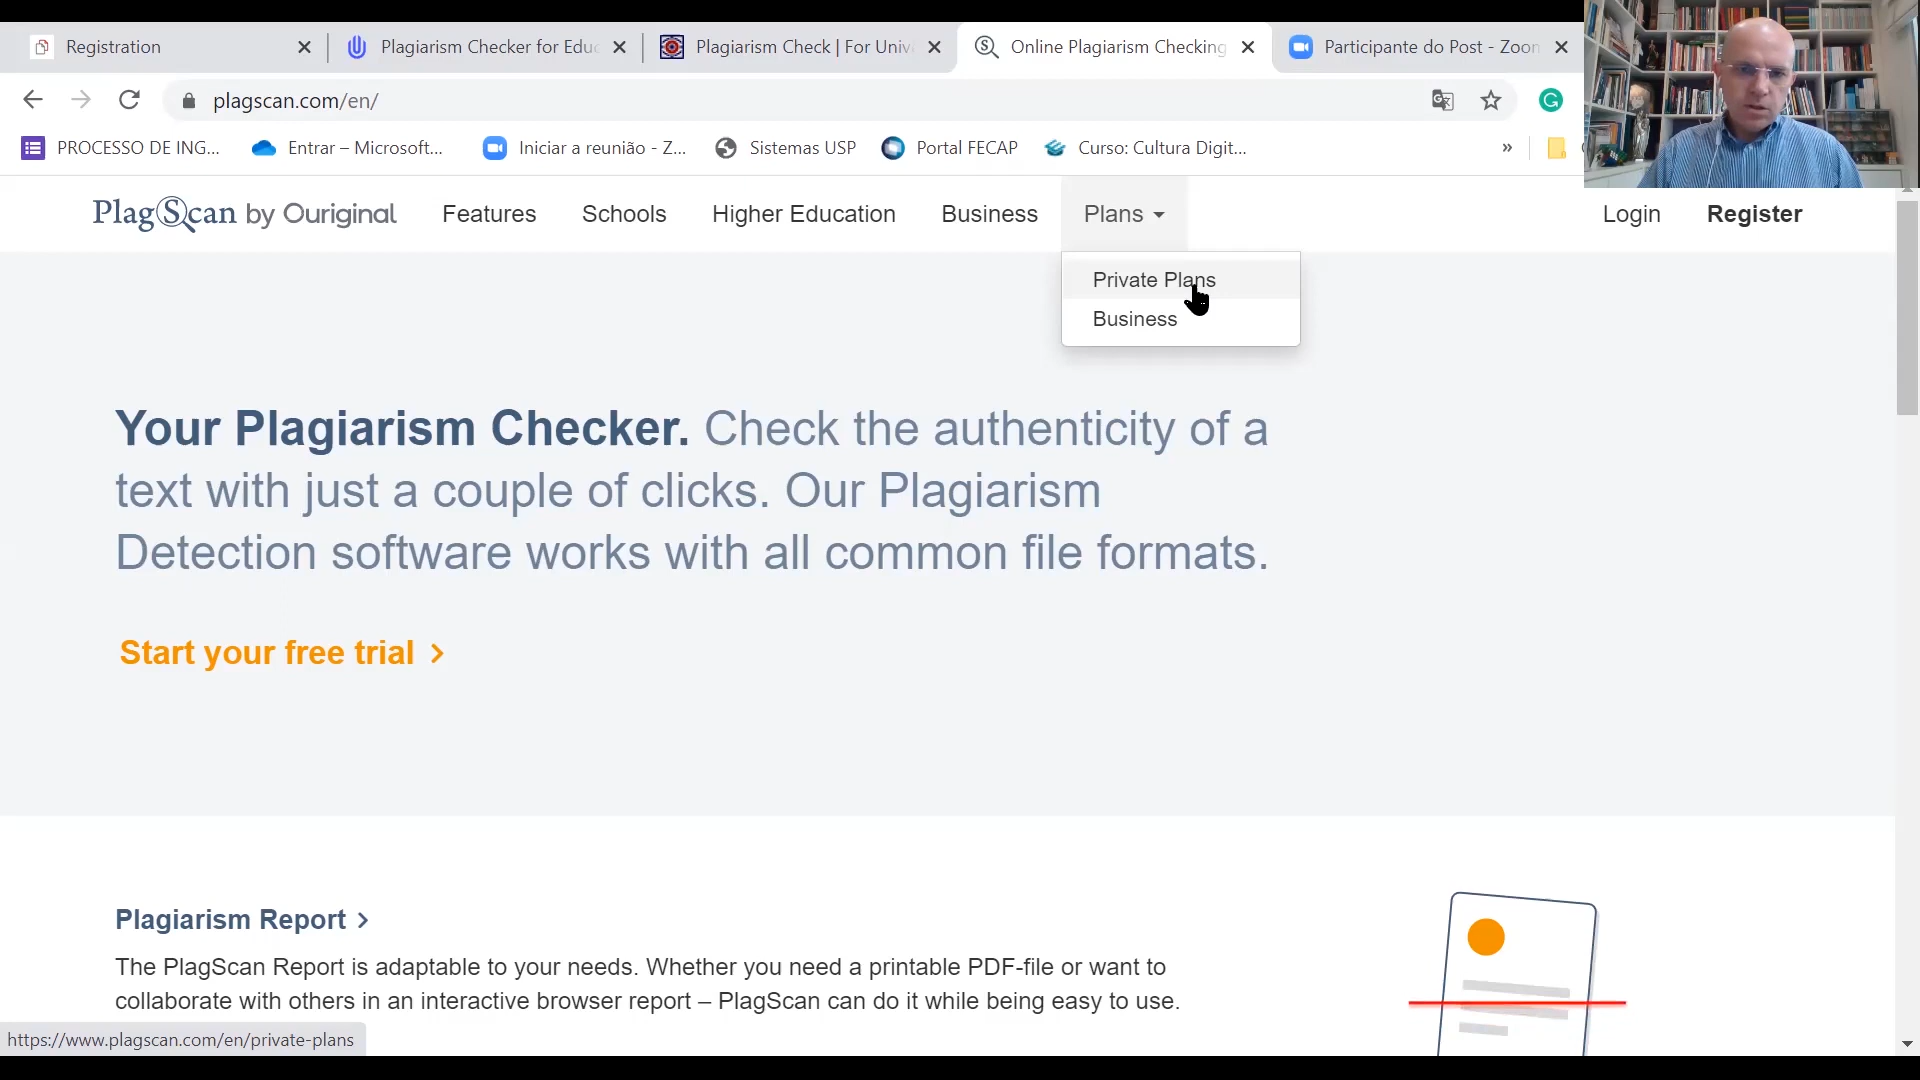 Registration
Plagiarism Checker for Educ
Plagiarism Check | For Univ
Online Plagiarism Checking
Participante do Post - Zoom
plagscan.com/en/
PROCESSO DE ING...
Entrar – Microsoft...
Iniciar a reunião - Z...
Sistemas USP
Portal FECAP
Curso: Cultura Digit...
»
PlagScan by Ouriginal
Features
Schools
Higher Education
Business
Plans
Login
Register
Private Plans
Business
Your Plagiarism Checker. Check the authenticity of a
text with just a couple of clicks. Our Plagiarism
Detection software works with all common file formats.
Start your free trial >
Plagiarism Report >
The PlagScan Report is adaptable to your needs. Whether you need a printable PDF-file or want to
collaborate with others in an interactive browser report – PlagScan can do it while being easy to use.
https://www.plagscan.com/en/private-plans